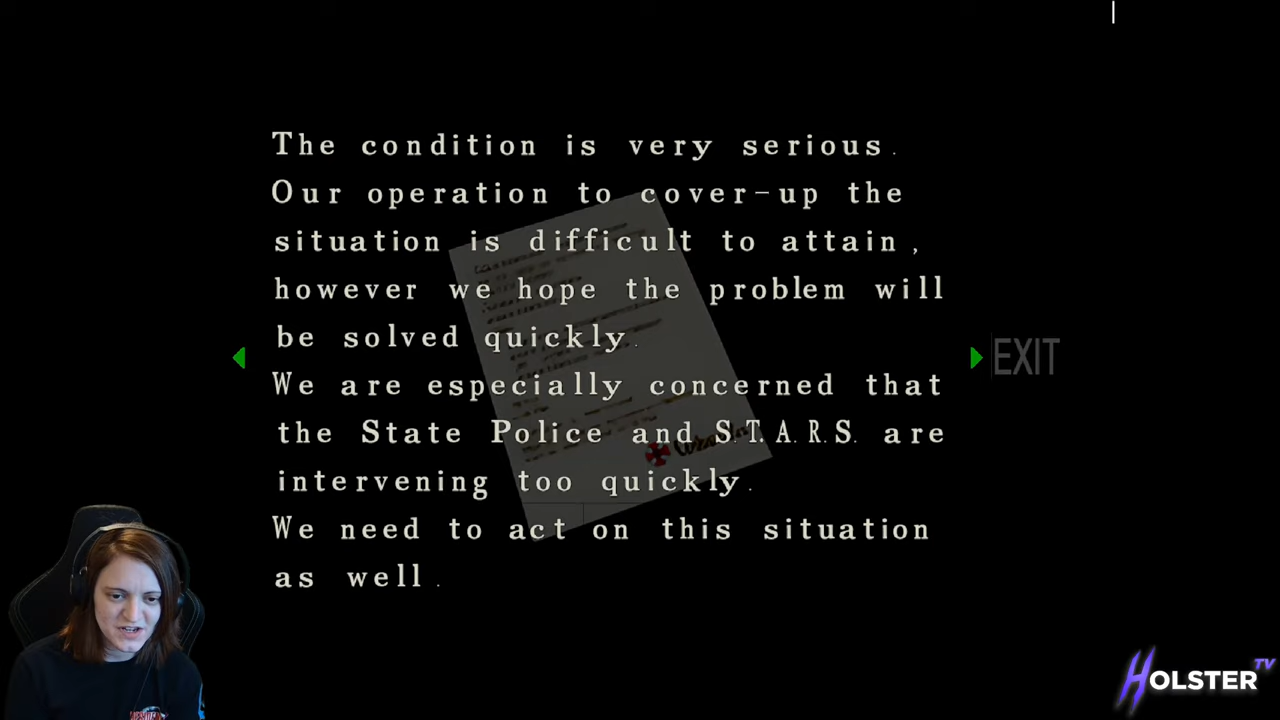 The condition is very serious.
Our operation to cover-up the
situation is difficult to attain,
however we hope the problem will
be solved quickly.
We are especially concerned that
the State Police and S.T.A.R.S. are
intervening too quickly.
We need to act on this situation
as well.
EXIT
HOLSTER TV